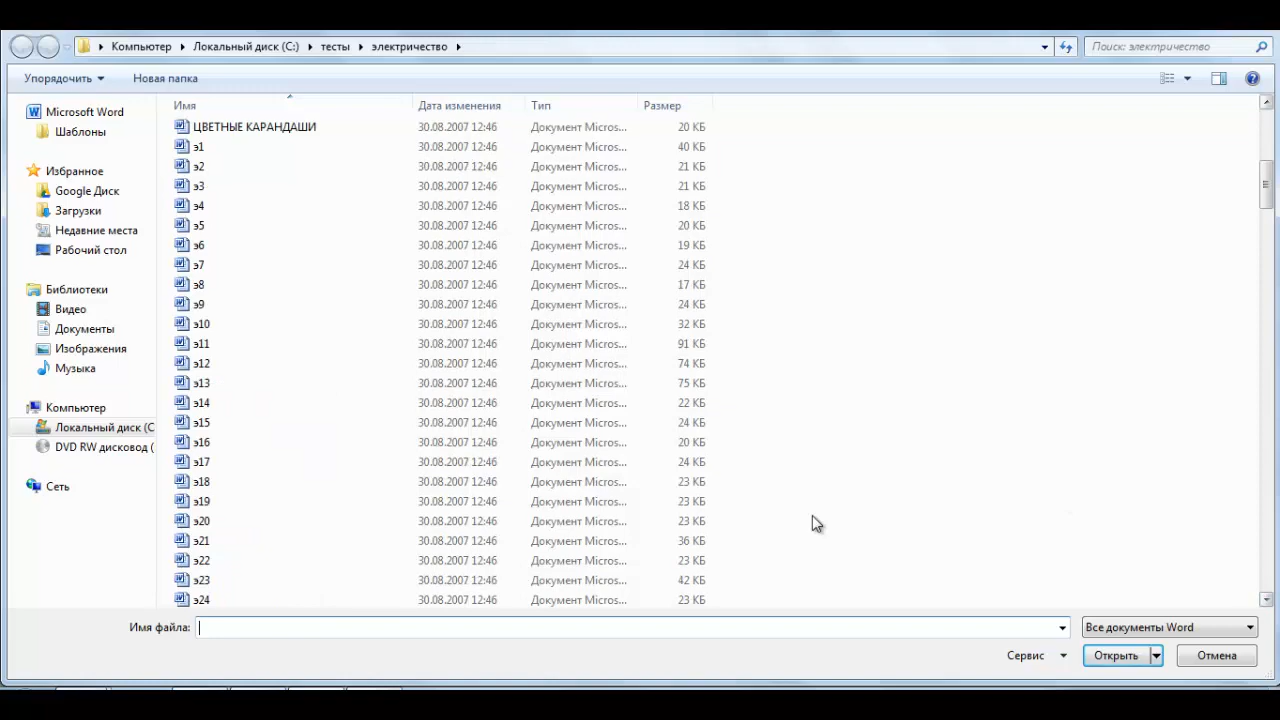 Компьютер Локальный диск (C:) тесты электричество Поиск: электричество
Упорядочить Новая папка
Microsoft Word
Шаблоны
Избранное
Google Диск
Загрузки
Недавние места
Рабочий стол
Библиотеки
Видео
Документы
Изображения
Музыка
Компьютер
Локальный диск (C
DVD RW дисковод (
Сеть
Имя Дата изменения Тип Размер
ЦВЕТНЫЕ КАРАНДАШИ 30.08.2007 12:46 Документ Micros... 20 КБ
э1 30.08.2007 12:46 Документ Micros... 40 КБ
э2 30.08.2007 12:46 Документ Micros... 21 КБ
э3 30.08.2007 12:46 Документ Micros... 21 КБ
э4 30.08.2007 12:46 Документ Micros... 18 КБ
э5 30.08.2007 12:46 Документ Micros... 20 КБ
э6 30.08.2007 12:46 Документ Micros... 19 КБ
э7 30.08.2007 12:46 Документ Micros... 24 КБ
э8 30.08.2007 12:46 Документ Micros... 17 КБ
э9 30.08.2007 12:46 Документ Micros... 24 КБ
э10 30.08.2007 12:46 Документ Micros... 32 КБ
э11 30.08.2007 12:46 Документ Micros... 91 КБ
э12 30.08.2007 12:46 Документ Micros... 74 КБ
э13 30.08.2007 12:46 Документ Micros... 75 КБ
э14 30.08.2007 12:46 Документ Micros... 22 КБ
э15 30.08.2007 12:46 Документ Micros... 24 КБ
э16 30.08.2007 12:46 Документ Micros... 20 КБ
э17 30.08.2007 12:46 Документ Micros... 24 КБ
э18 30.08.2007 12:46 Документ Micros... 23 КБ
э19 30.08.2007 12:46 Документ Micros... 23 КБ
э20 30.08.2007 12:46 Документ Micros... 23 КБ
э21 30.08.2007 12:46 Документ Micros... 36 КБ
э22 30.08.2007 12:46 Документ Micros... 23 КБ
э23 30.08.2007 12:46 Документ Micros... 42 КБ
э24 30.08.2007 12:46 Документ Micros... 23 КБ
Имя файла: Все документы Word
Сервис Открыть Отмена